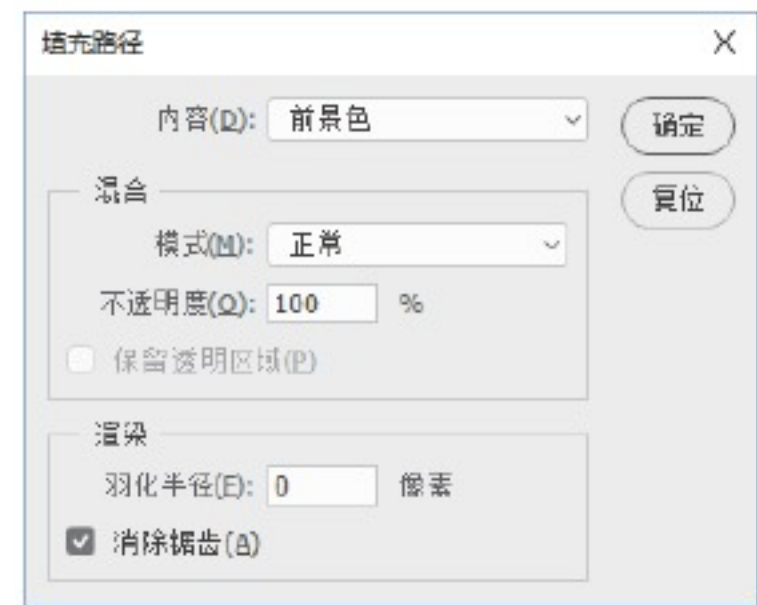 填充路径
内容(D): 前景色
确定
混合
复位
模式(M): 正常
不透明度(O): 100 %
保留透明区域(P)
渲染
羽化半径(F): 0 像素
消除锯齿(A)